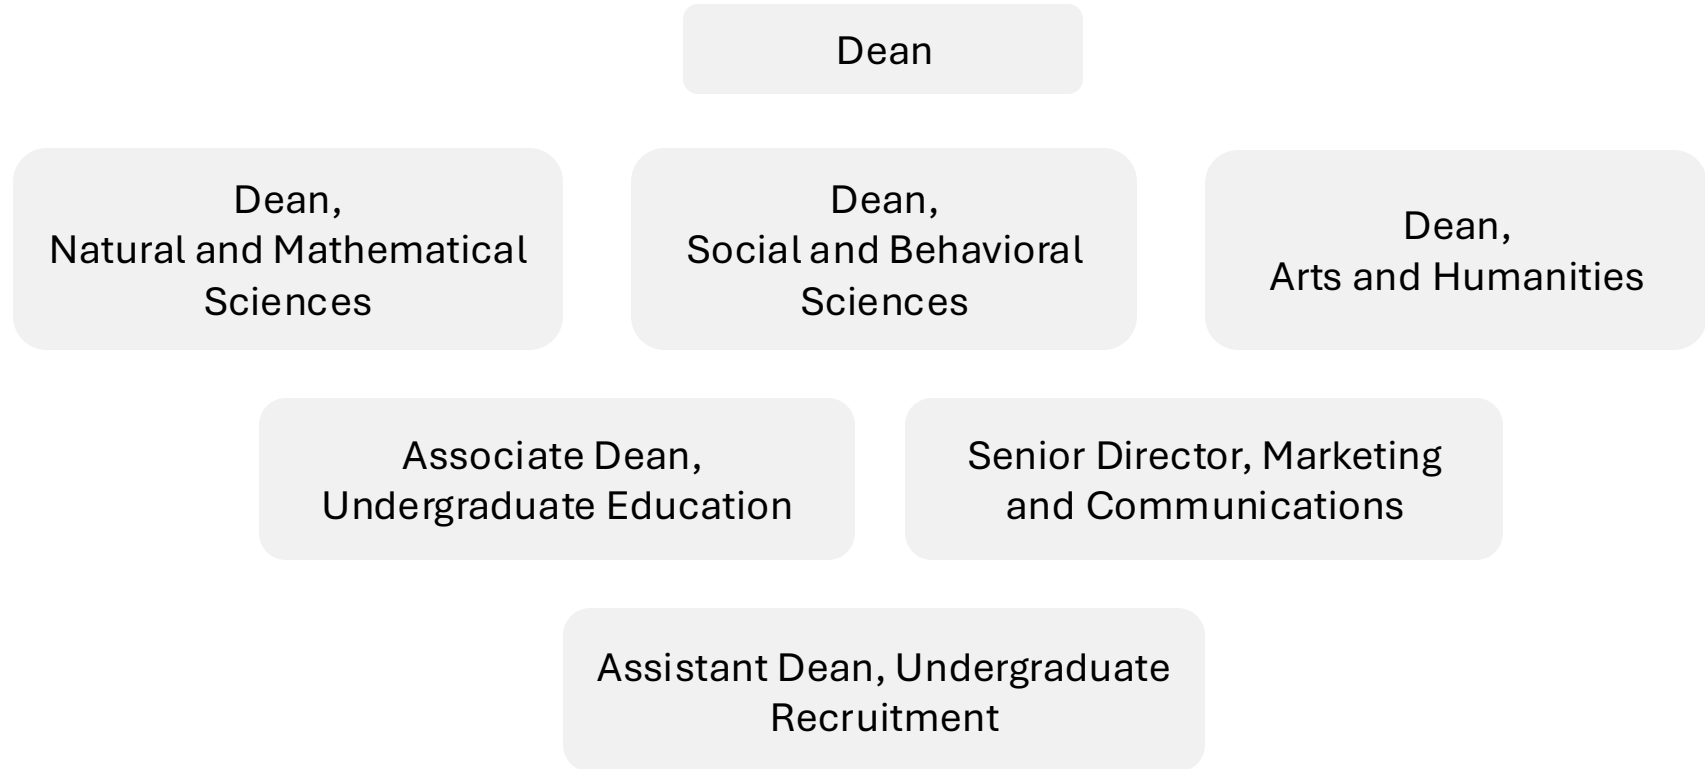 Dean
Dean,
Natural and Mathematical
Sciences
Dean,
Social and Behavioral
Sciences
Dean,
Arts and Humanities
Associate Dean,
Undergraduate Education
Senior Director, Marketing
and Communications
Assistant Dean, Undergraduate
Recruitment